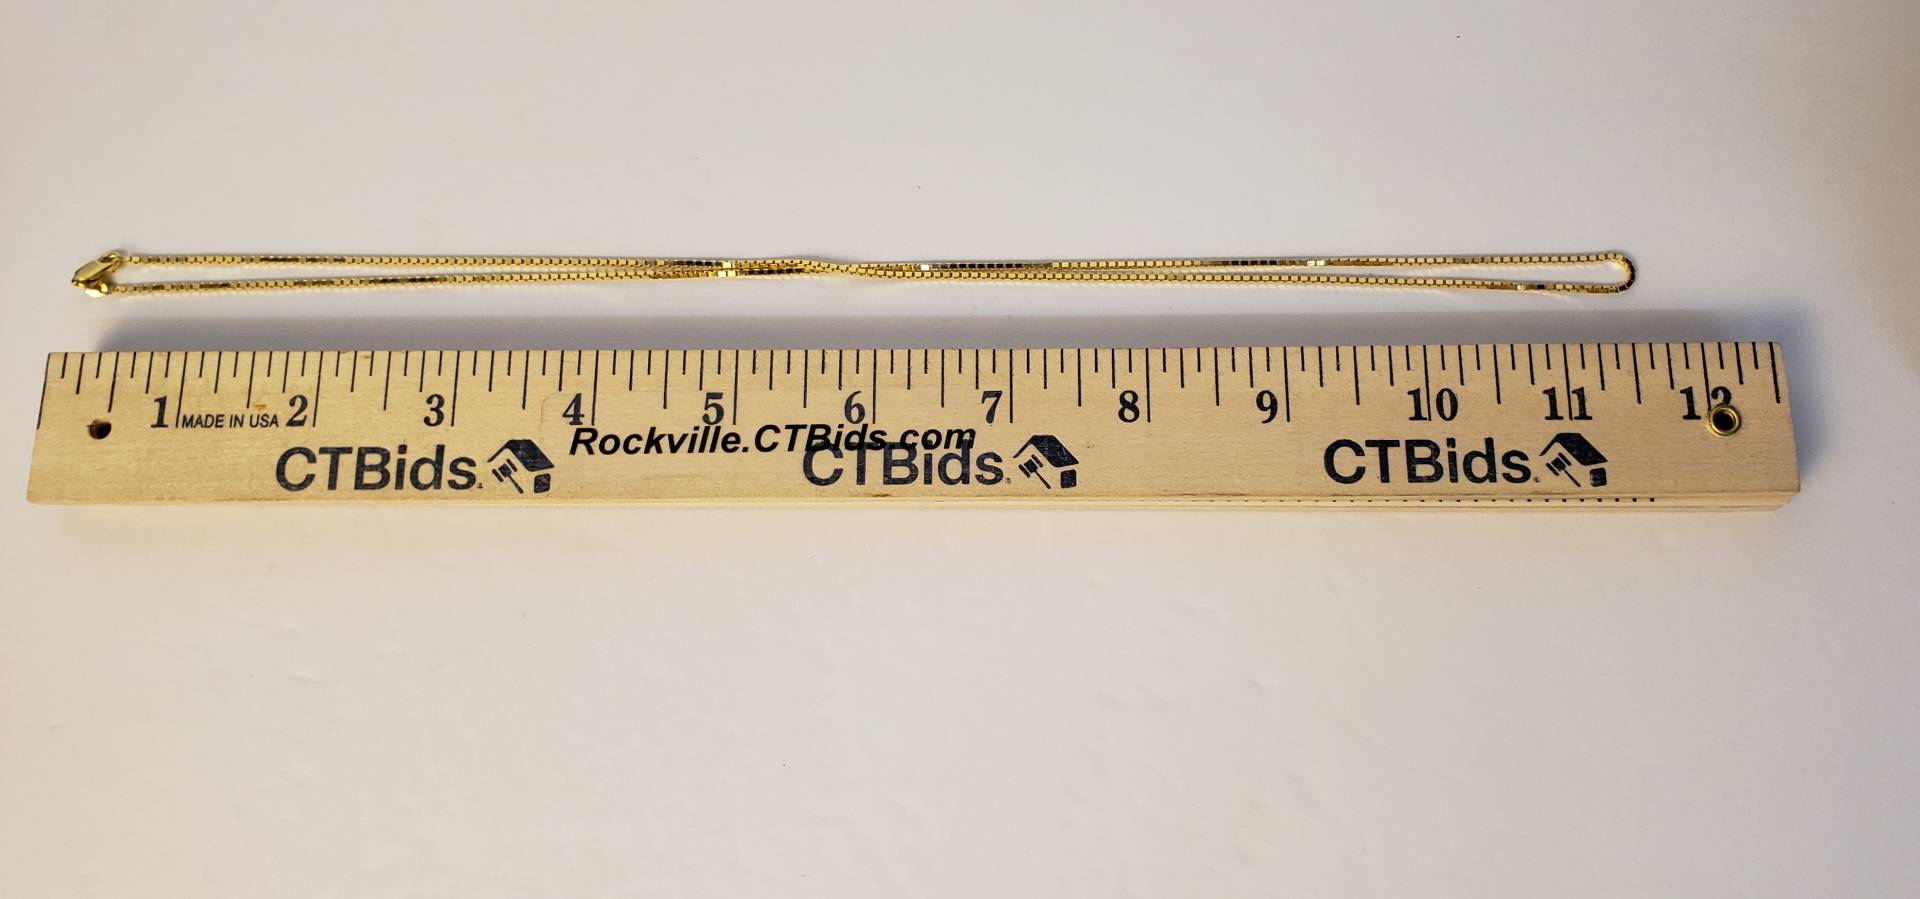 1 2 3 4 5 6 7 8 9 10 11 12
MADE IN USA
Rockville.CTBids.com
CTBids. CTBids. CTBids.